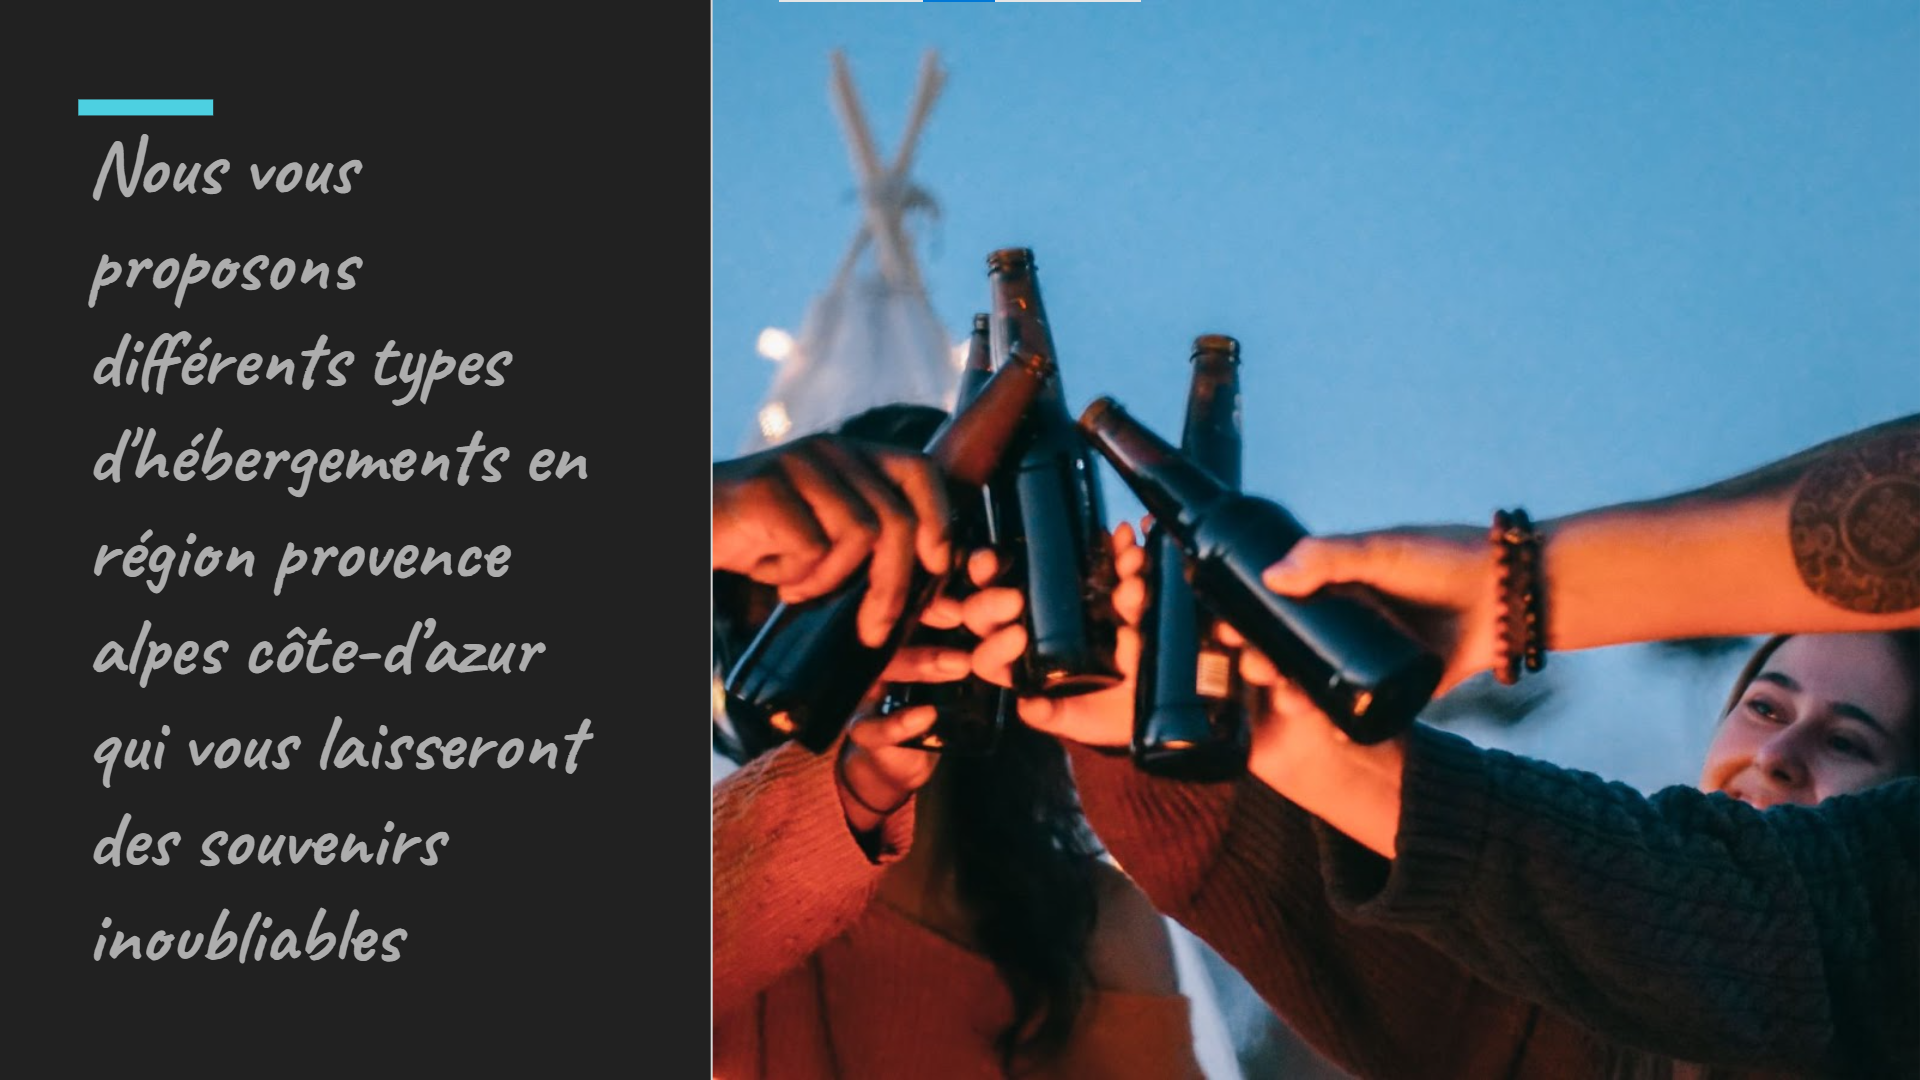 Nous vous
proposons
différents types
d'hébergements en
région provence
alpes côte-d’azur
qui vous laisseront
des souvenirs
inoubliables